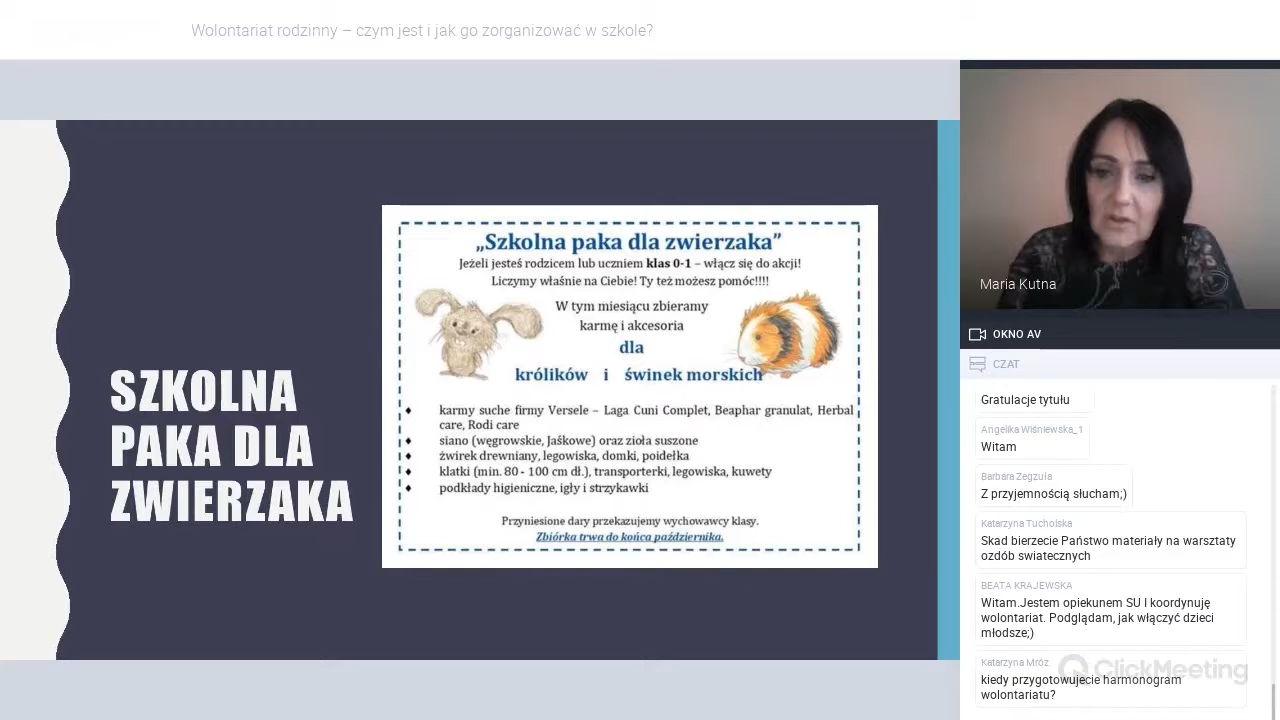 Wolontariat rodzinny – czym jest i jak go zorganizować w szkole?
SZKOLNA
PAKA DLA
ZWIERZAKA
„Szkolna paka dla zwierzaka”
Jeżeli jesteś rodzicem lub uczniem klas 0-1 – włącz się do akcji!
Liczymy właśnie na Ciebie! Ty też możesz pomóc!!!!
W tym miesiącu zbieramy
karmę i akcesoria
dla
królików i świnek morskich
♦ karmy suche firmy Versele – Laga Cuni Complet, Beaphar granulat, Herbal
care, Rodi care
♦ siano (węgrowskie, Jaśkowe) oraz zioła suszone
♦ żwirek drewniany, legowiska, domki, poidełka
♦ klatki (min. 80 - 100 cm dł.), transporterki, legowiska, kuwety
♦ podkłady higieniczne, igły i strzykawki
Przyniesione dary przekazujemy wychowawcy klasy.
Zbiórka trwa do końca października.
Maria Kutna
OKNO AV
CZAT
Gratulacje tytułu
Angelika Wiśniewska_1
Witam
Barbara Zegzuła
Z przyjemnością słucham;)
Katarzyna Tucholska
Skad bierzecie Państwo materiały na warsztaty
ozdób swiatecznych
BEATA KRAJEWSKA
Witam.Jestem opiekunem SU I koordynuję
wolontariat. Podglądam, jak włączyć dzieci
młodsze;)
Katarzyna Mróz
kiedy przygotowujecie harmonogram
wolontariatu?
ClickMeeting